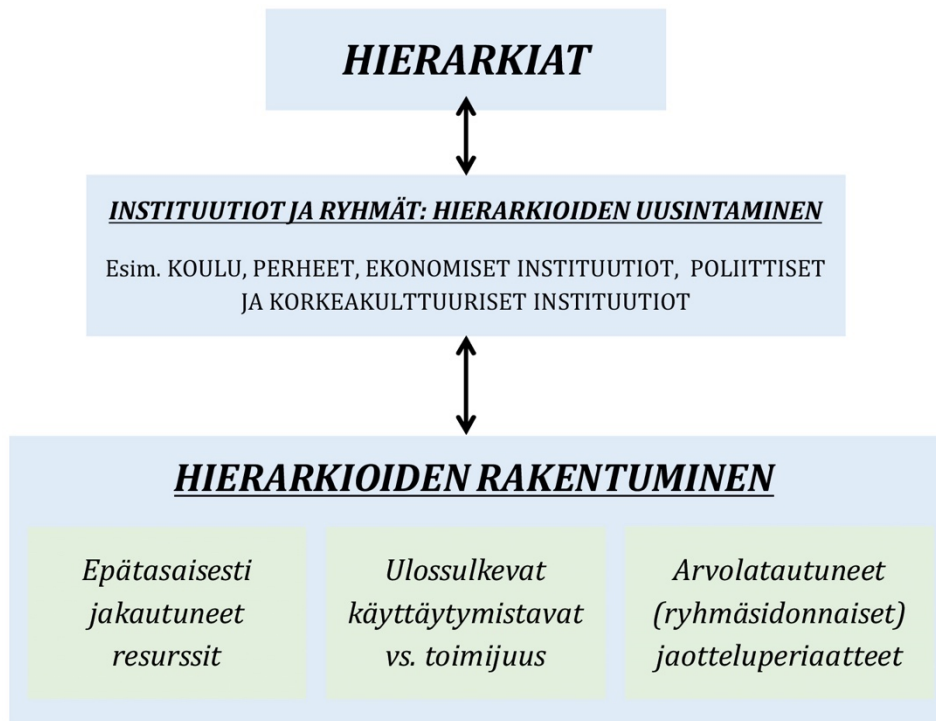 HIERARKIAT
INSTITUUTIOT JA RYHMÄT: HIERARKIOIDEN UUSINTAMINEN
Esim. KOULU, PERHEET, EKONOMISET INSTITUUTIOT, POLIITTISET
JA KORKEAKULTTUURISET INSTITUUTIOT
HIERARKIOIDEN RAKENTUMINEN
Epätasaisesti
jakautuneet
resurssit
Ulossulkevat
käyttäytymistavat
vs. toimijuus
Arvolatautuneet
(ryhmäsidonnaiset)
jaotteluperiaatteet